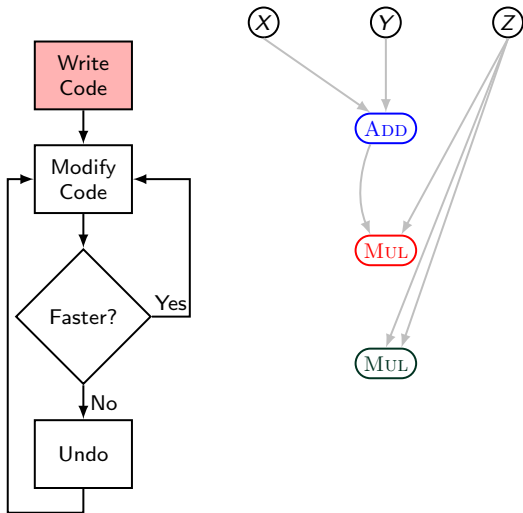 Write
Code
Modify
Code
Faster?
Yes
No
Undo
X
Y
Z
ADD
MUL
MUL